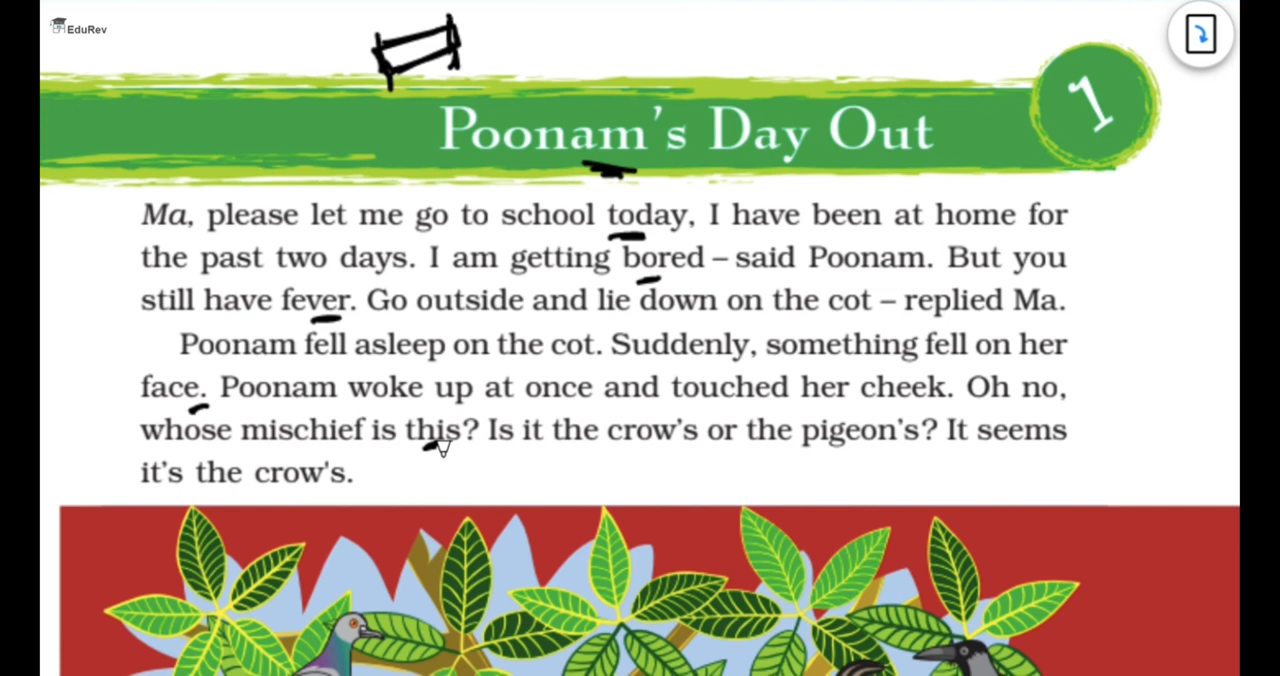 EduRev
Poonam's Day Out
1
Ma, please let me go to school today, I have been at home for
the past two days. I am getting bored – said Poonam. But you
still have fever. Go outside and lie down on the cot – replied Ma.
Poonam fell asleep on the cot. Suddenly, something fell on her
face. Poonam woke up at once and touched her cheek. Oh no,
whose mischief is this? Is it the crow's or the pigeon's? It seems
it's the crow's.